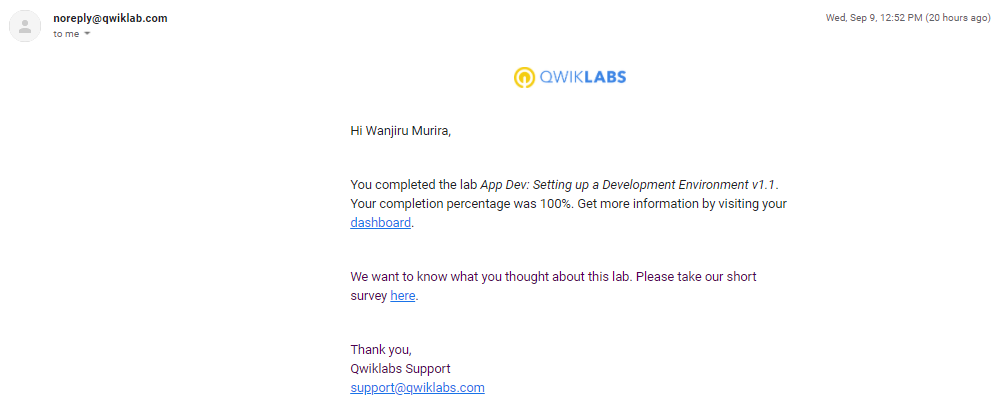 noreply@qwiklab.com
Wed, Sep 9, 12:52 PM (20 hours ago)
to me
QWIKLABS
Hi Wanjiru Murira,
You completed the lab App Dev: Setting up a Development Environment v1.1.
Your completion percentage was 100%. Get more information by visiting your
dashboard.
We want to know what you thought about this lab. Please take our short
survey here.
Thank you,
Qwiklabs Support
support@qwiklabs.com